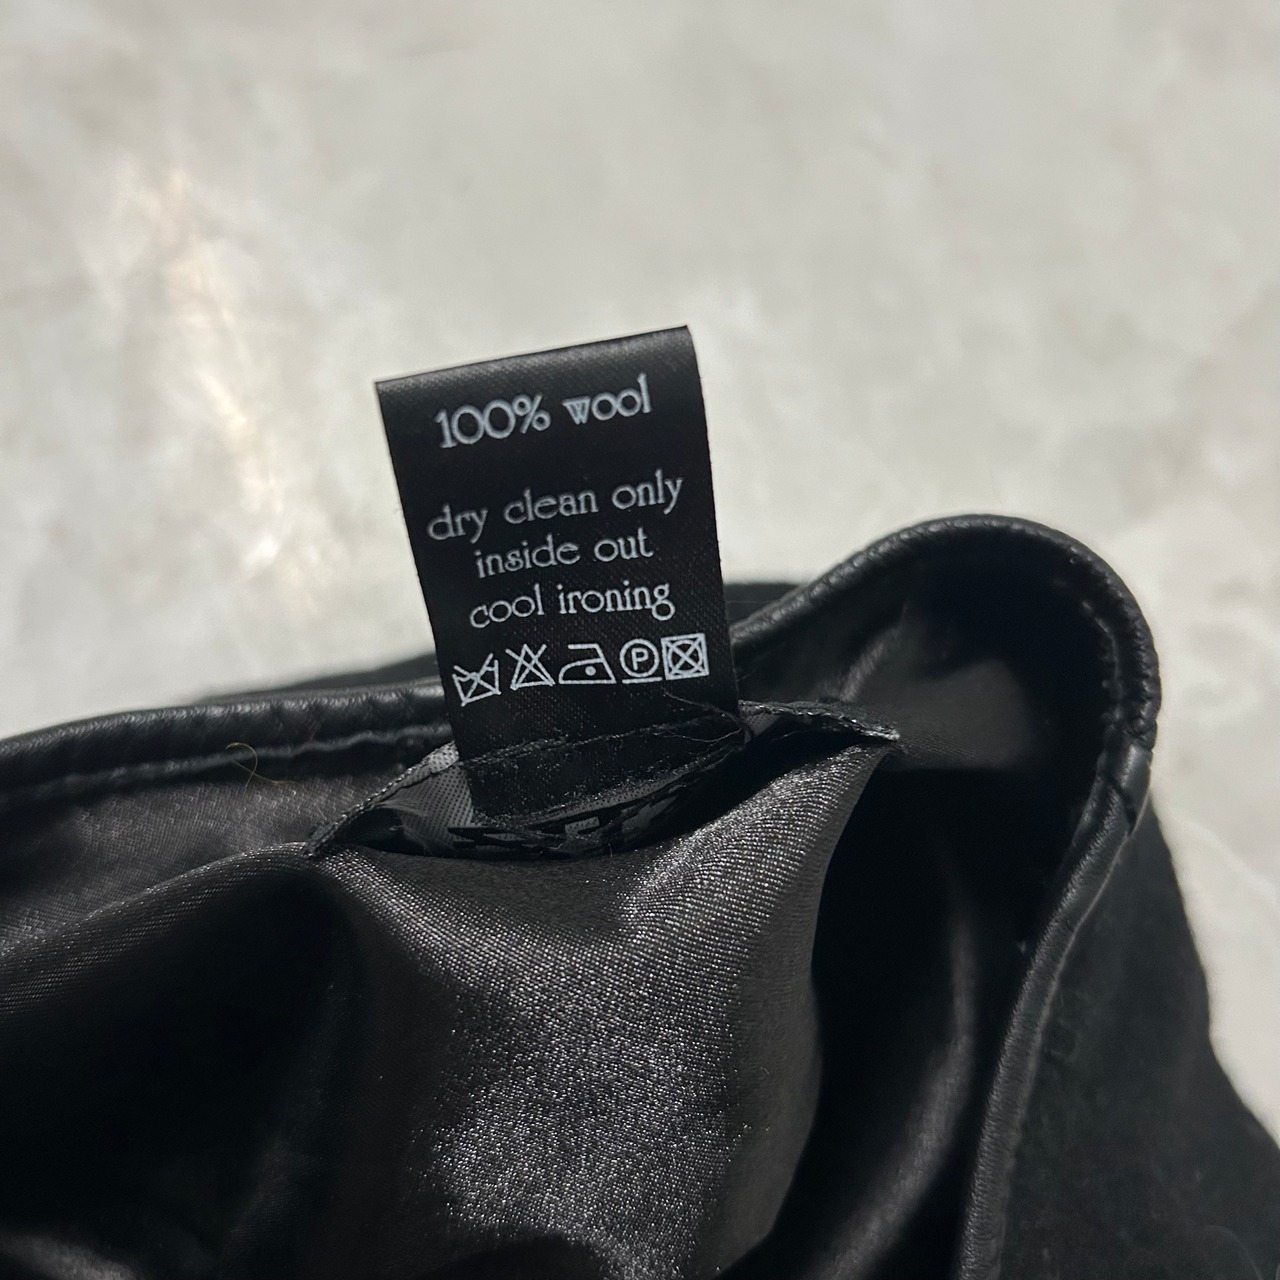 100% wool
dry clean only
inside out
cool ironing
P